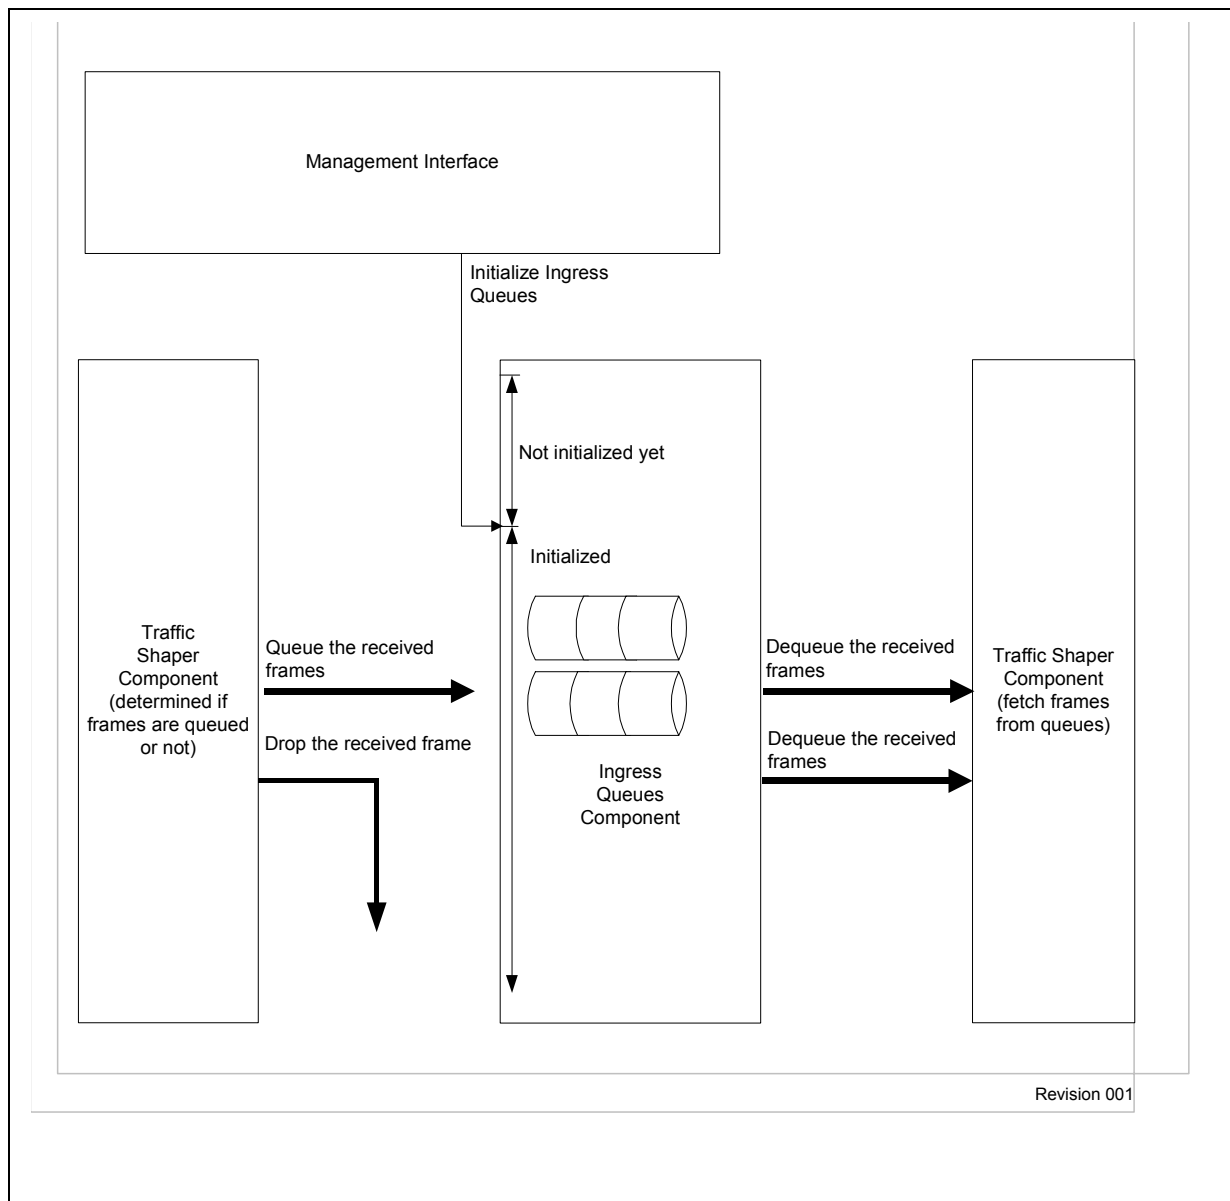 Management Interface
Initialize Ingress
Queues
Not initialized yet
Initialized
Traffic
Shaper
Component
(determined if
frames are queued
or not)
Queue the received
frames
Drop the received frame
Ingress
Queues
Component
Dequeue the received
frames
Dequeue the received
frames
Traffic Shaper
Component
(fetch frames
from queues)
Revision 001